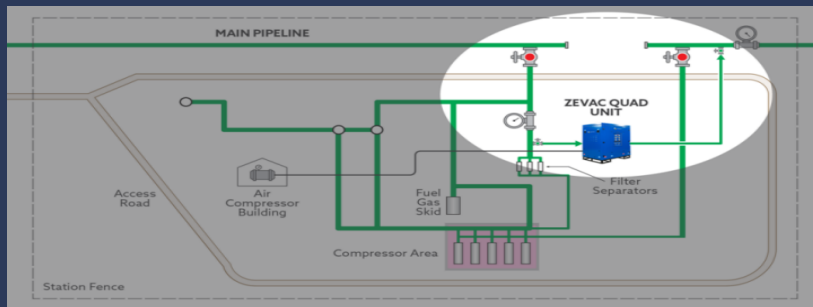 MAIN PIPELINE
ZEVAC QUAD
UNIT
Access
Road
Air
Compressor
Building
Fuel
Gas
Skid
Filter
Separators
Compressor Area
Station Fence